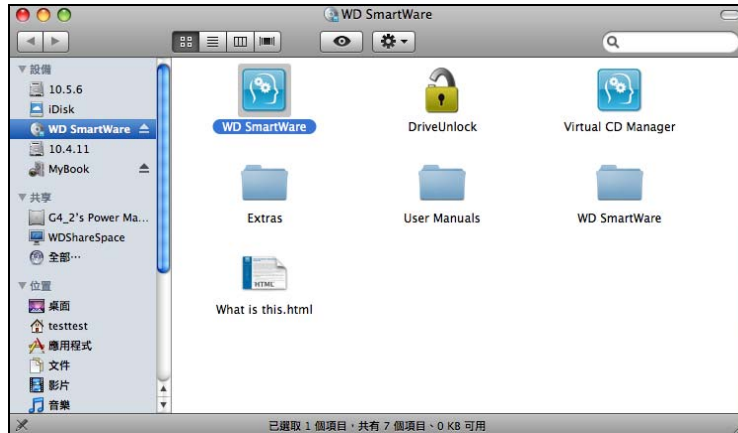 WD SmartWare
設備
10.5.6
iDisk
WD SmartWare
10.4.11
MyBook
共享
G4_2's Power Ma...
WDShareSpace
全部…
位置
桌面
testtest
應用程式
文件
影片
音樂
WD SmartWare
DriveUnlock
Virtual CD Manager
Extras
User Manuals
WD SmartWare
HTML
What is this.html
已選取 1 個項目，共有 7 個項目、0 KB 可用